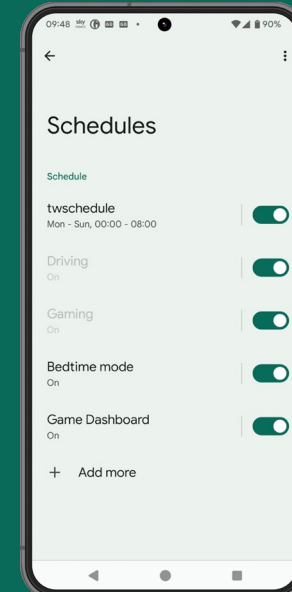 09:48
90%
Schedules
Schedule
twschedule
Mon - Sun, 00:00 - 08:00
Driving
On
Gaming
On
Bedtime mode
On
Game Dashboard
On
+ Add more